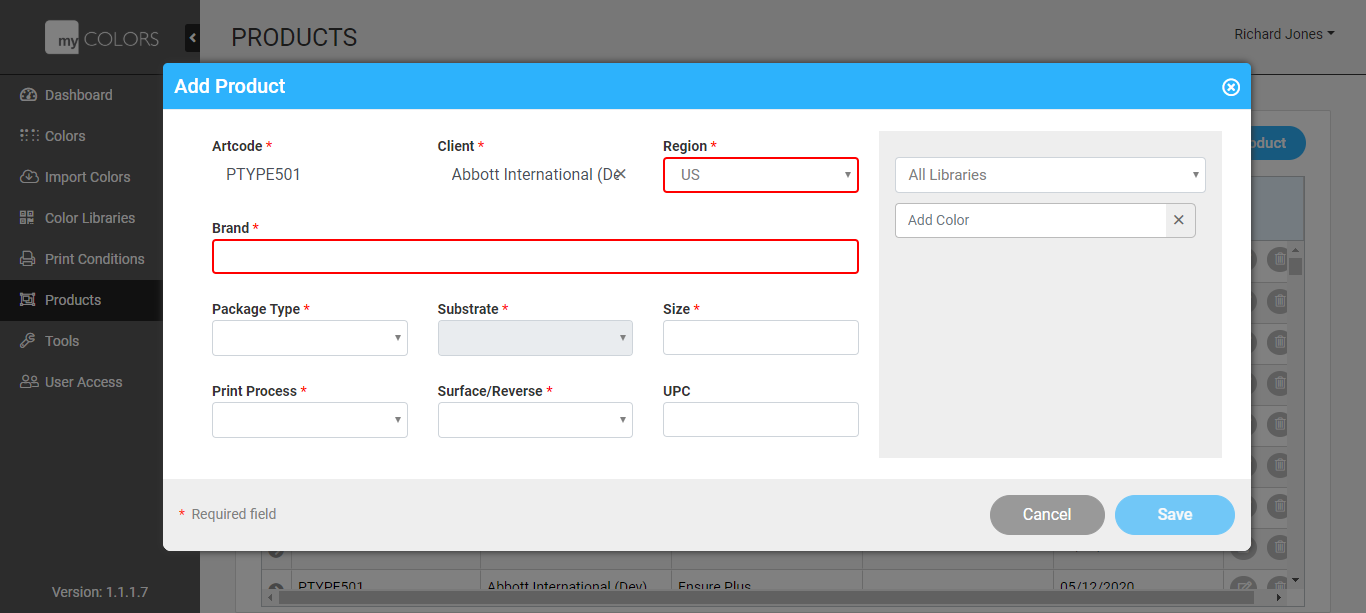 my COLORS
PRODUCTS
Richard Jones
Dashboard
Colors
Import Colors
Color Libraries
Print Conditions
Products
Tools
User Access
Version: 1.1.1.7
Add Product
Artcode *
PTYPE501
Client *
Abbott International (De
Region *
US
Brand *
Package Type *
Substrate *
Size *
Print Process *
Surface/Reverse *
UPC
All Libraries
Add Color
* Required field
Cancel
Save
oduct
PTYPE501 Abbott International (Dev) Ensure Plus 05/12/2020